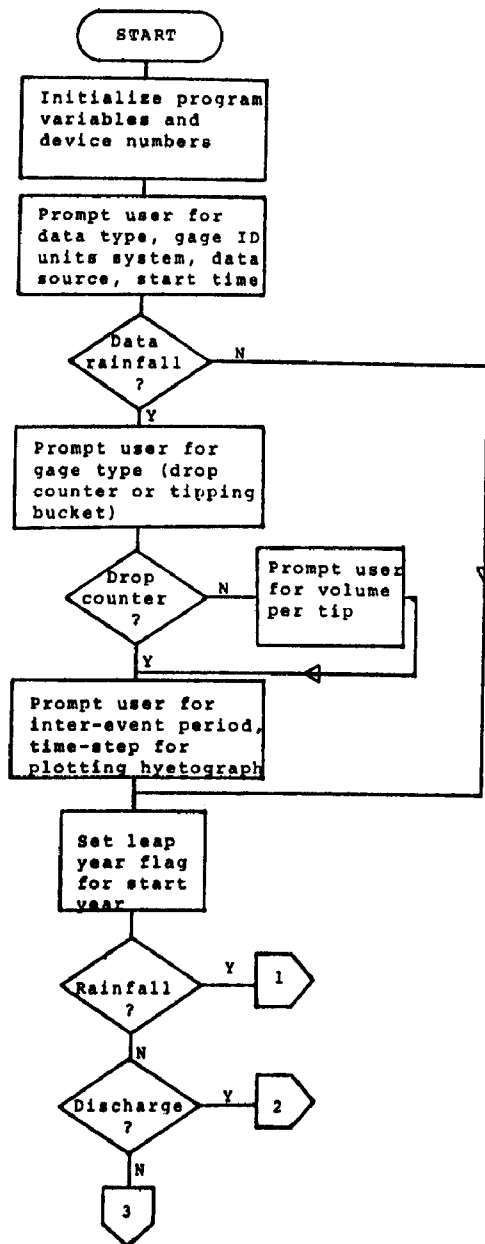 START
Initialize program
variables and
device numbers
Prompt user for
data type, gage ID
units system, data
source, start time
Data
rainfall
?
N
Y
Prompt user for
gage type (drop
counter or tipping
bucket)
Drop
counter
?
N
Prompt user
for volume
per tip
Y
Prompt user for
inter-event period,
time-step for
plotting hyetograph
Set leap
year flag
for start
year
Rainfall
?
Y
1
N
Discharge
?
Y
2
N
3